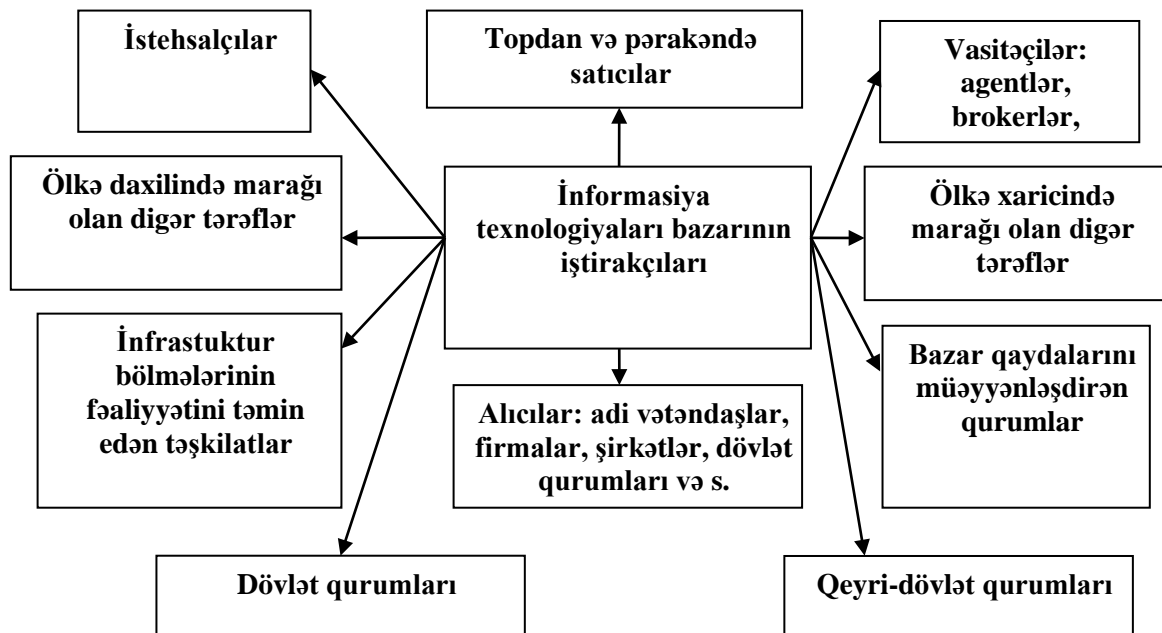 İstehsalçılar
Topdan və pərakəndə
satıcılar
Vasitəçilər:
agentlər,
brokerlər,
Ölkə daxilində marağı
olan digər tərəflər
İnformasiya
texnologiyaları bazarının
iştirakçıları
Ölkə xaricində
marağı olan digər
tərəflər
İnfrastuktur
bölmələrinin
fəaliyyətini təmin
edən təşkilatlar
Alıcılar: adi vətəndaşlar,
firmalar, şirkətlər, dövlət
qurumları və s.
Bazar qaydalarını
müəyyənləşdirən
qurumlar
Dövlət qurumları
Qeyri-dövlət qurumları